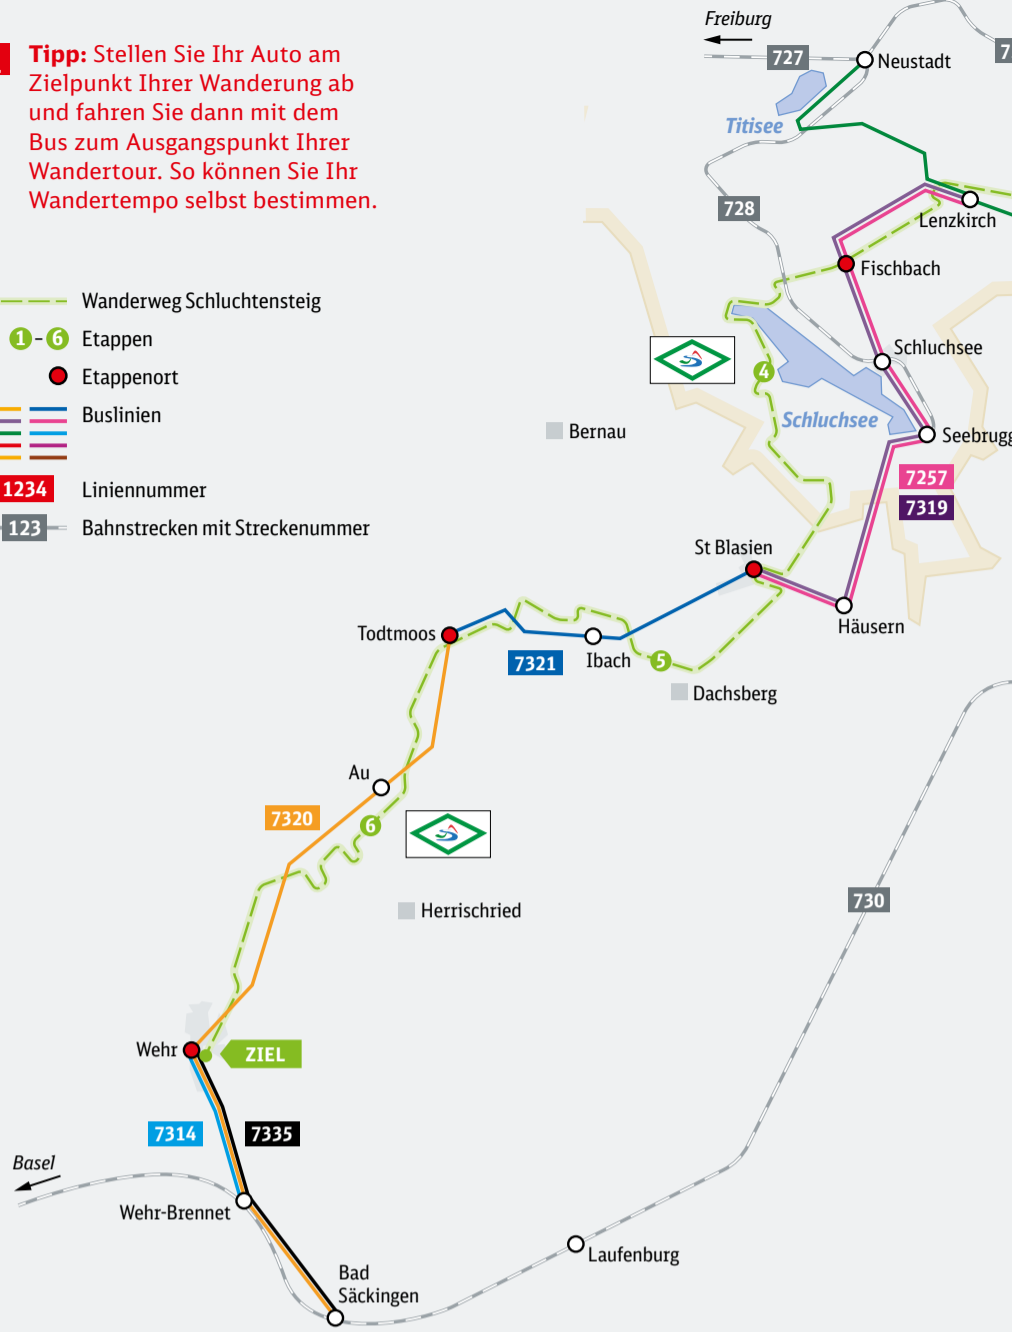 Tipp: Stellen Sie Ihr Auto am
Zielpunkt Ihrer Wanderung ab
und fahren Sie dann mit dem
Bus zum Ausgangspunkt Ihrer
Wandertour. So können Sie Ihr
Wandertempo selbst bestimmen.
Wanderweg Schluchtensteig
1 - 6 Etappen
Etappenort
Buslinien
1234 Liniennummer
123 Bahnstrecken mit Streckenummer
Freiburg
727
Neustadt
7
Titisee
728
Lenzkirch
Fischbach
Schluchsee
4
Schluchsee
Bernau
Seebrugg
7257
7319
St Blasien
Häusern
Todtmoos
7321
Ibach
5
Dachsberg
Au
7320
6
Herrischried
730
Wehr
ZIEL
7314
7335
Basel
Wehr-Brennet
Laufenburg
Bad
Säckingen